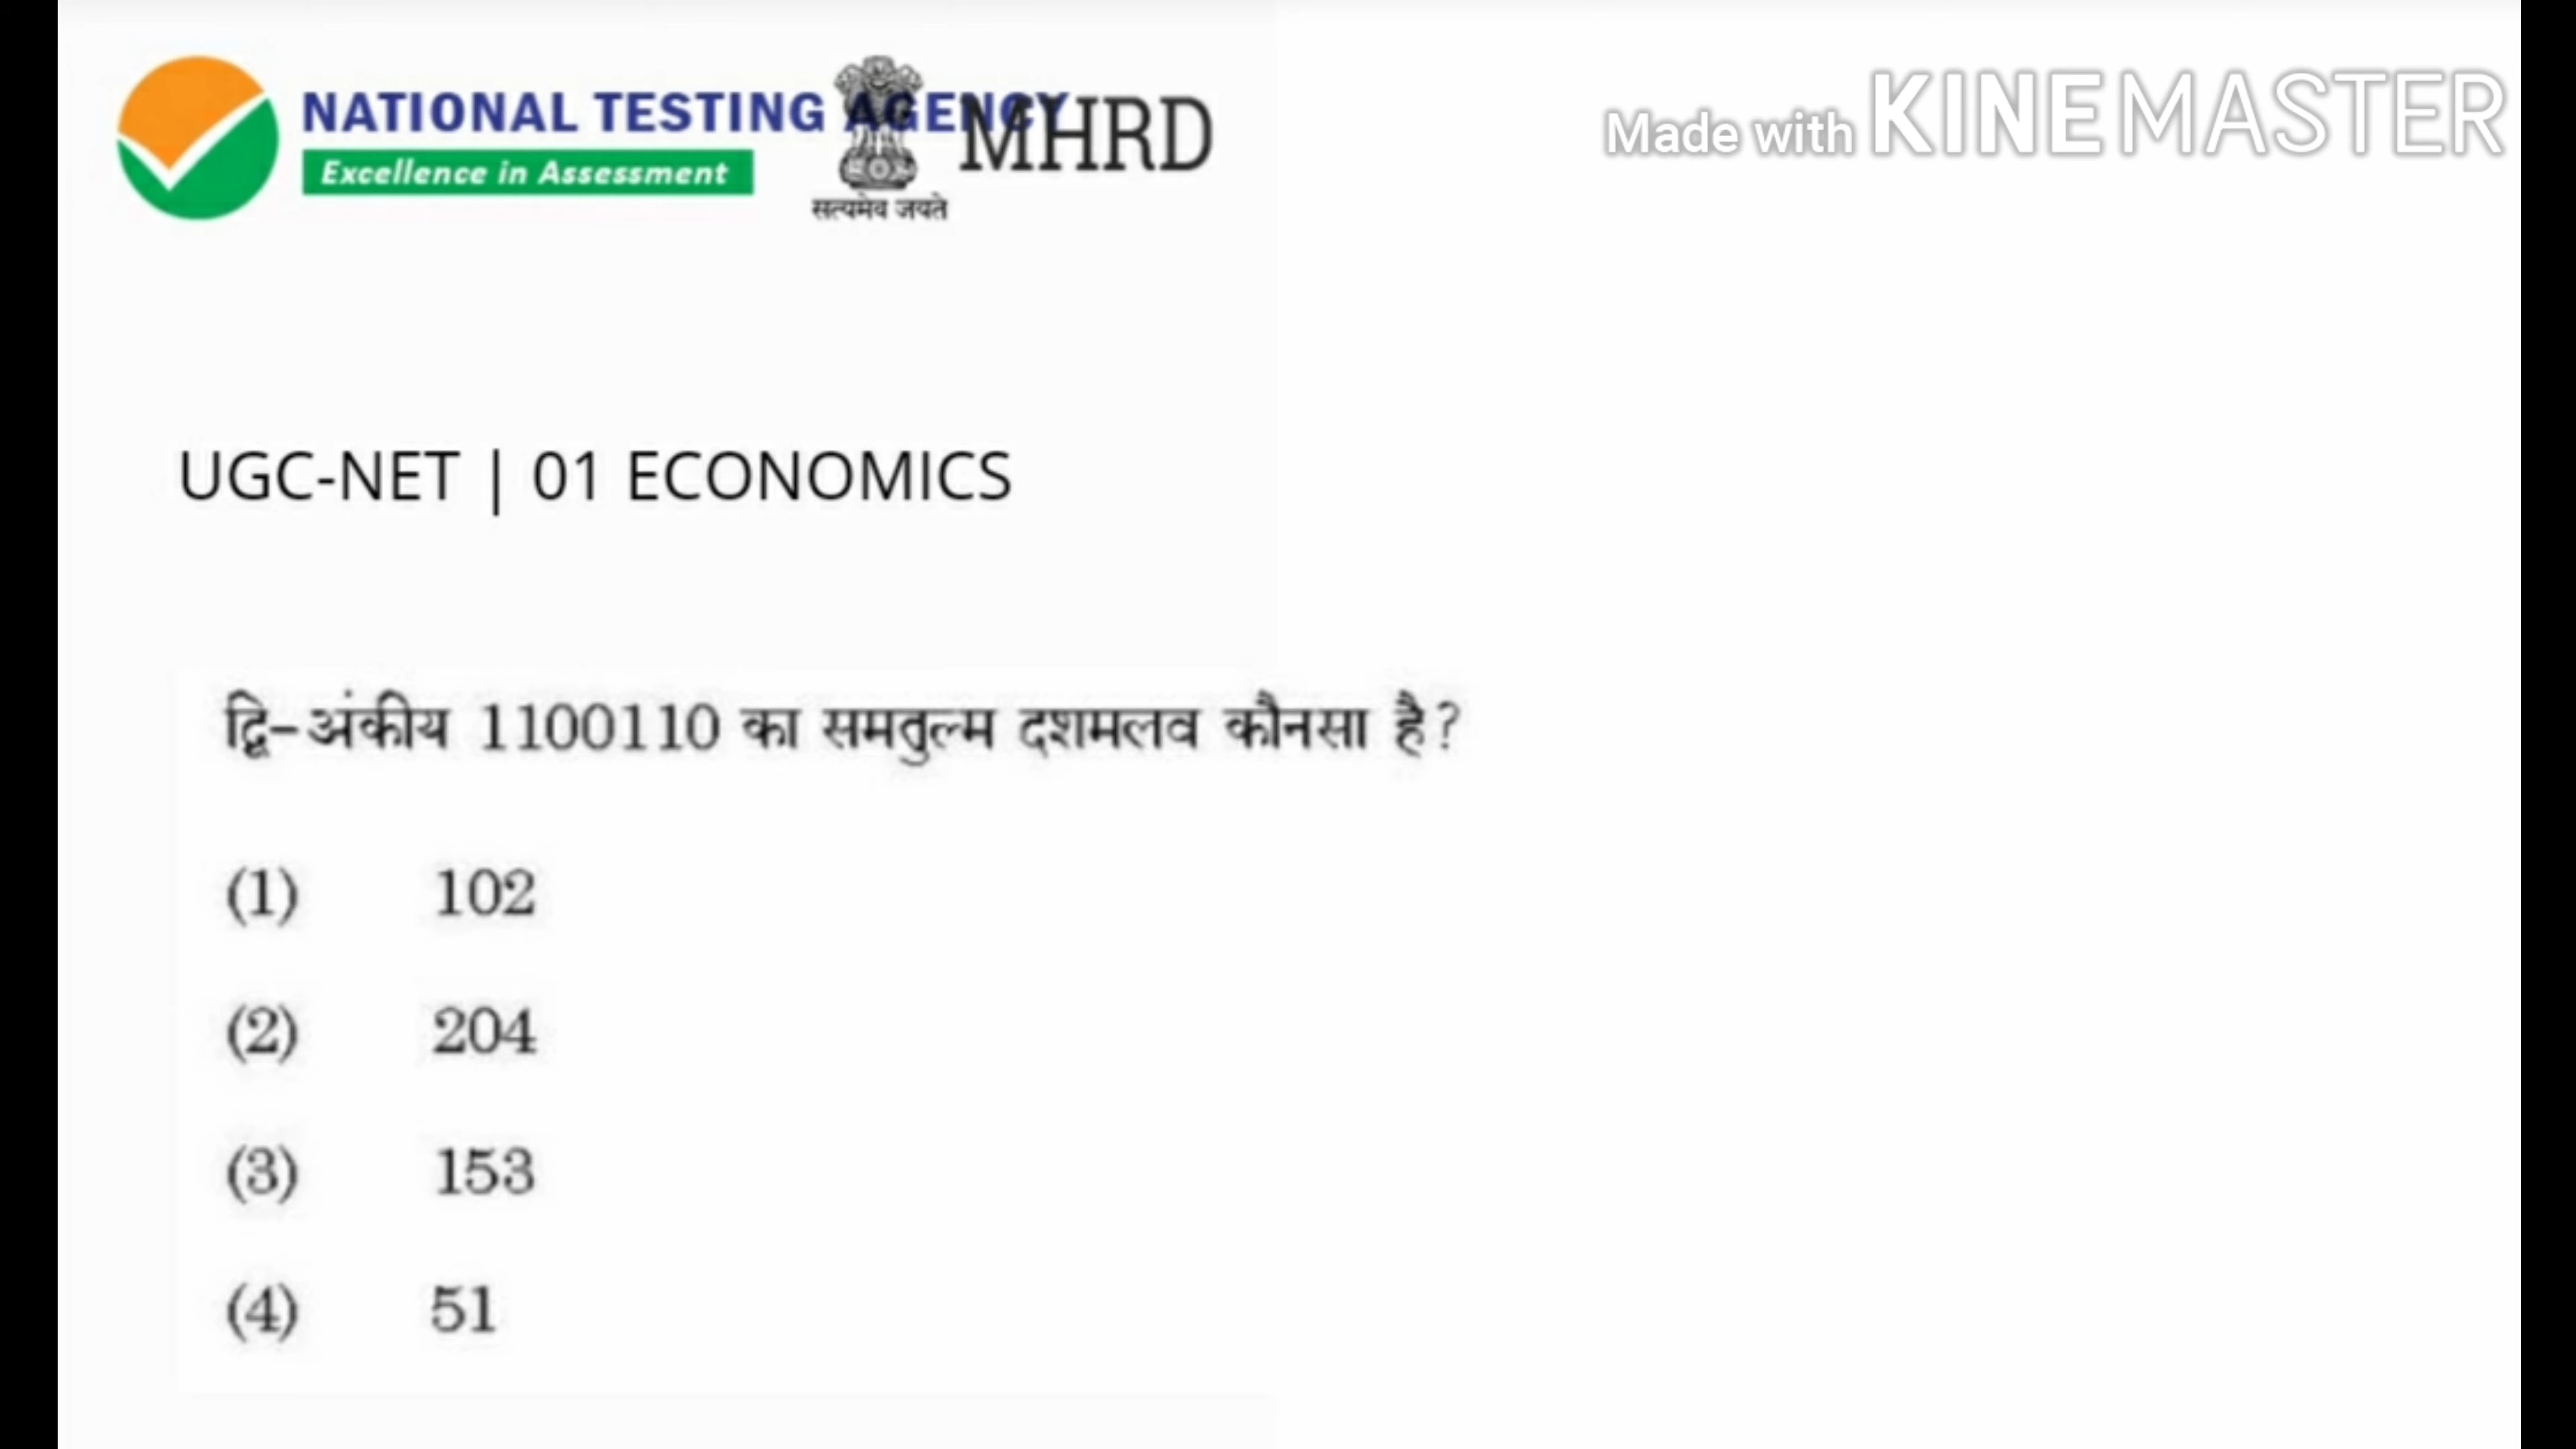 NATIONAL TESTING AGENCY
Excellence in Assessment
सत्यमेव जयते
MHRD
Made with KINEMASTER
UGC-NET | 01 ECONOMICS
द्वि-अंकीय 1100110 का समतुल्म दशमलव कौनसा है?
(1) 102
(2) 204
(3) 153
(4) 51